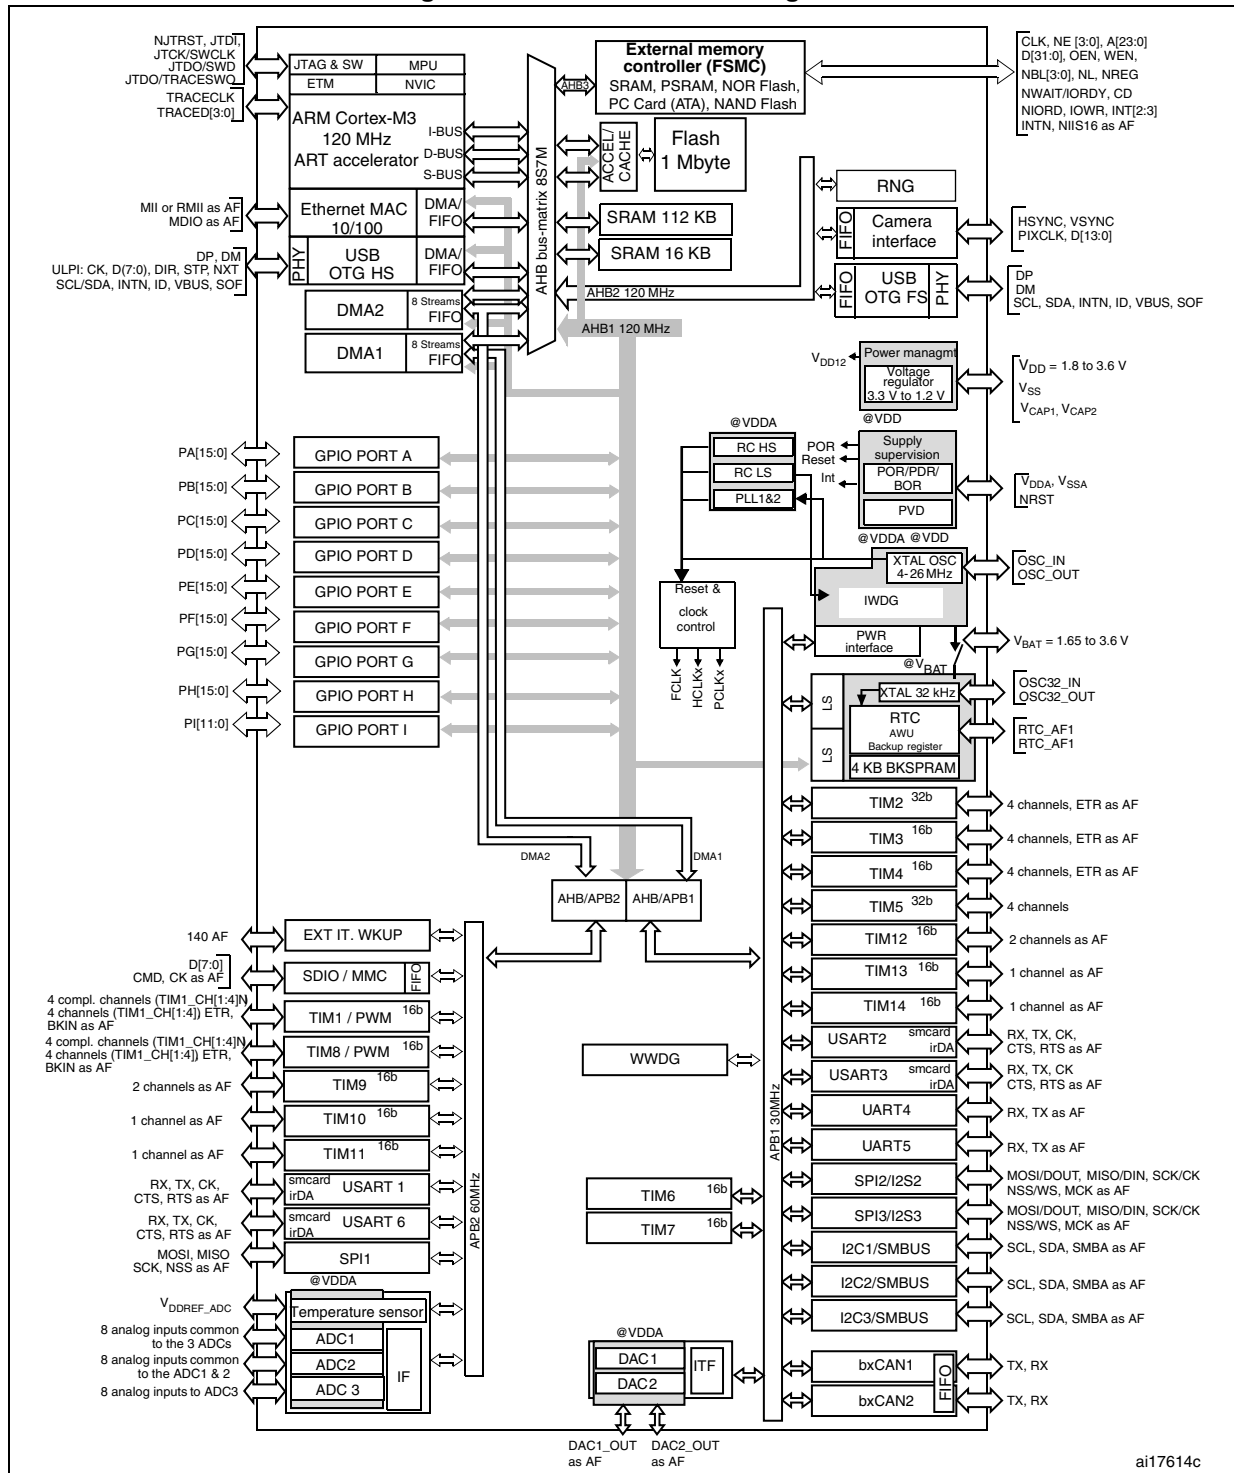 NJTRST, JTDI,
JTCK/SWCLK
JTDO/SWD
JTDO/TRACESWO
TRACECLK
TRACED[3:0]
JTAG & SW
MPU
ETM
NVIC
ARM Cortex-M3
120 MHz
ART accelerator
I-BUS
D-BUS
S-BUS
MII or RMII as AF
MDIO as AF
Ethernet MAC
10/100
DMA/
FIFO
DP, DM
ULPI: CK, D(7:0), DIR, STP, NXT
SCL/SDA, INTN, ID, VBUS, SOF
PHY
USB
OTG HS
DMA/
FIFO
DMA2
8 Streams
FIFO
DMA1
8 Streams
FIFO
AHB bus-matrix 8S7M
AHB3
External memory
controller (FSMC)
SRAM, PSRAM, NOR Flash,
PC Card (ATA), NAND Flash
CLK, NE [3:0], A[23:0]
D[31:0], OEN, WEN,
NBL[3:0], NL, NREG
NWAIT/IORDY, CD
NIORD, IOWR, INT[2:3]
INTN, NIIS16 as AF
ACCEL/
CACHE
Flash
1 Mbyte
SRAM 112 KB
SRAM 16 KB
AHB2 120 MHz
AHB1 120 MHz
RNG
FIFO
Camera
interface
HSYNC, VSYNC
PIXCLK, D[13:0]
FIFO
USB
OTG FS
PHY
DP
DM
SCL, SDA, INTN, ID, VBUS, SOF
VDD12
Power managmt
Voltage
regulator
3.3 V to 1.2 V
VDD = 1.8 to 3.6 V
VSS
VCAP1, VCAP2
@VDD
@VDDA
RC HS
RC LS
PLL1&2
POR
Reset
Int
Supply
supervision
POR/PDR/
BOR
PVD
VDDA, VSSA
NRST
@VDDA @VDD
XTAL OSC
4-26 MHz
OSC_IN
OSC_OUT
IWDG
Reset &
clock
control
FCLK
HCLKx
PCLKx
PWR
interface
VBAT = 1.65 to 3.6 V
@VBAT
LS
LS
XTAL 32 kHz
OSC32_IN
OSC32_OUT
RTC
AWU
Backup register
RTC_AF1
RTC_AF1
4 KB BKSPRAM
PA[15:0]
GPIO PORT A
PB[15:0]
GPIO PORT B
PC[15:0]
GPIO PORT C
PD[15:0]
GPIO PORT D
PE[15:0]
GPIO PORT E
PF[15:0]
GPIO PORT F
PG[15:0]
GPIO PORT G
PH[15:0]
GPIO PORT H
PI[11:0]
GPIO PORT I
DMA2
DMA1
AHB/APB2
AHB/APB1
TIM2 32b
4 channels, ETR as AF
TIM3 16b
4 channels, ETR as AF
TIM4 16b
4 channels, ETR as AF
TIM5 32b
4 channels
TIM12 16b
2 channels as AF
TIM13 16b
1 channel as AF
TIM14 16b
1 channel as AF
USART2 smcard
irDA
RX, TX, CK,
CTS, RTS as AF
USART3 smcard
irDA
RX, TX, CK
CTS, RTS as AF
UART4
RX, TX as AF
UART5
RX, TX as AF
SPI2/I2S2
MOSI/DOUT, MISO/DIN, SCK/CK
NSS/WS, MCK as AF
SPI3/I2S3
MOSI/DOUT, MISO/DIN, SCK/CK
NSS/WS, MCK as AF
I2C1/SMBUS
SCL, SDA, SMBA as AF
I2C2/SMBUS
SCL, SDA, SMBA as AF
I2C3/SMBUS
SCL, SDA, SMBA as AF
bxCAN1
TX, RX
bxCAN2
TX, RX
FIFO
APB1 30MHz
WWDG
TIM6 16b
TIM7 16b
@VDDA
DAC1
DAC2
ITF
DAC1_OUT
as AF
DAC2_OUT
as AF
140 AF
EXT IT. WKUP
D[7:0]
CMD, CK as AF
SDIO / MMC
FIFO
4 compl. channels (TIM1_CH[1:4]N
4 channels (TIM1_CH[1:4]) ETR,
BKIN as AF
TIM1 / PWM 16b
4 compl. channels (TIM1_CH[1:4]N
4 channels (TIM1_CH[1:4]) ETR,
BKIN as AF
TIM8 / PWM 16b
2 channels as AF
TIM9 16b
1 channel as AF
TIM10 16b
1 channel as AF
TIM11 16b
RX, TX, CK,
CTS, RTS as AF
smcard
irDA
USART 1
RX, TX, CK,
CTS, RTS as AF
smcard
irDA
USART 6
MOSI, MISO
SCK, NSS as AF
SPI1
APB2 60MHz
@VDDA
VDDREF_ADC
Temperature sensor
8 analog inputs common
to the 3 ADCs
ADC1
8 analog inputs common
to the ADC1 & 2
ADC2
8 analog inputs to ADC3
ADC 3
IF
ai17614c